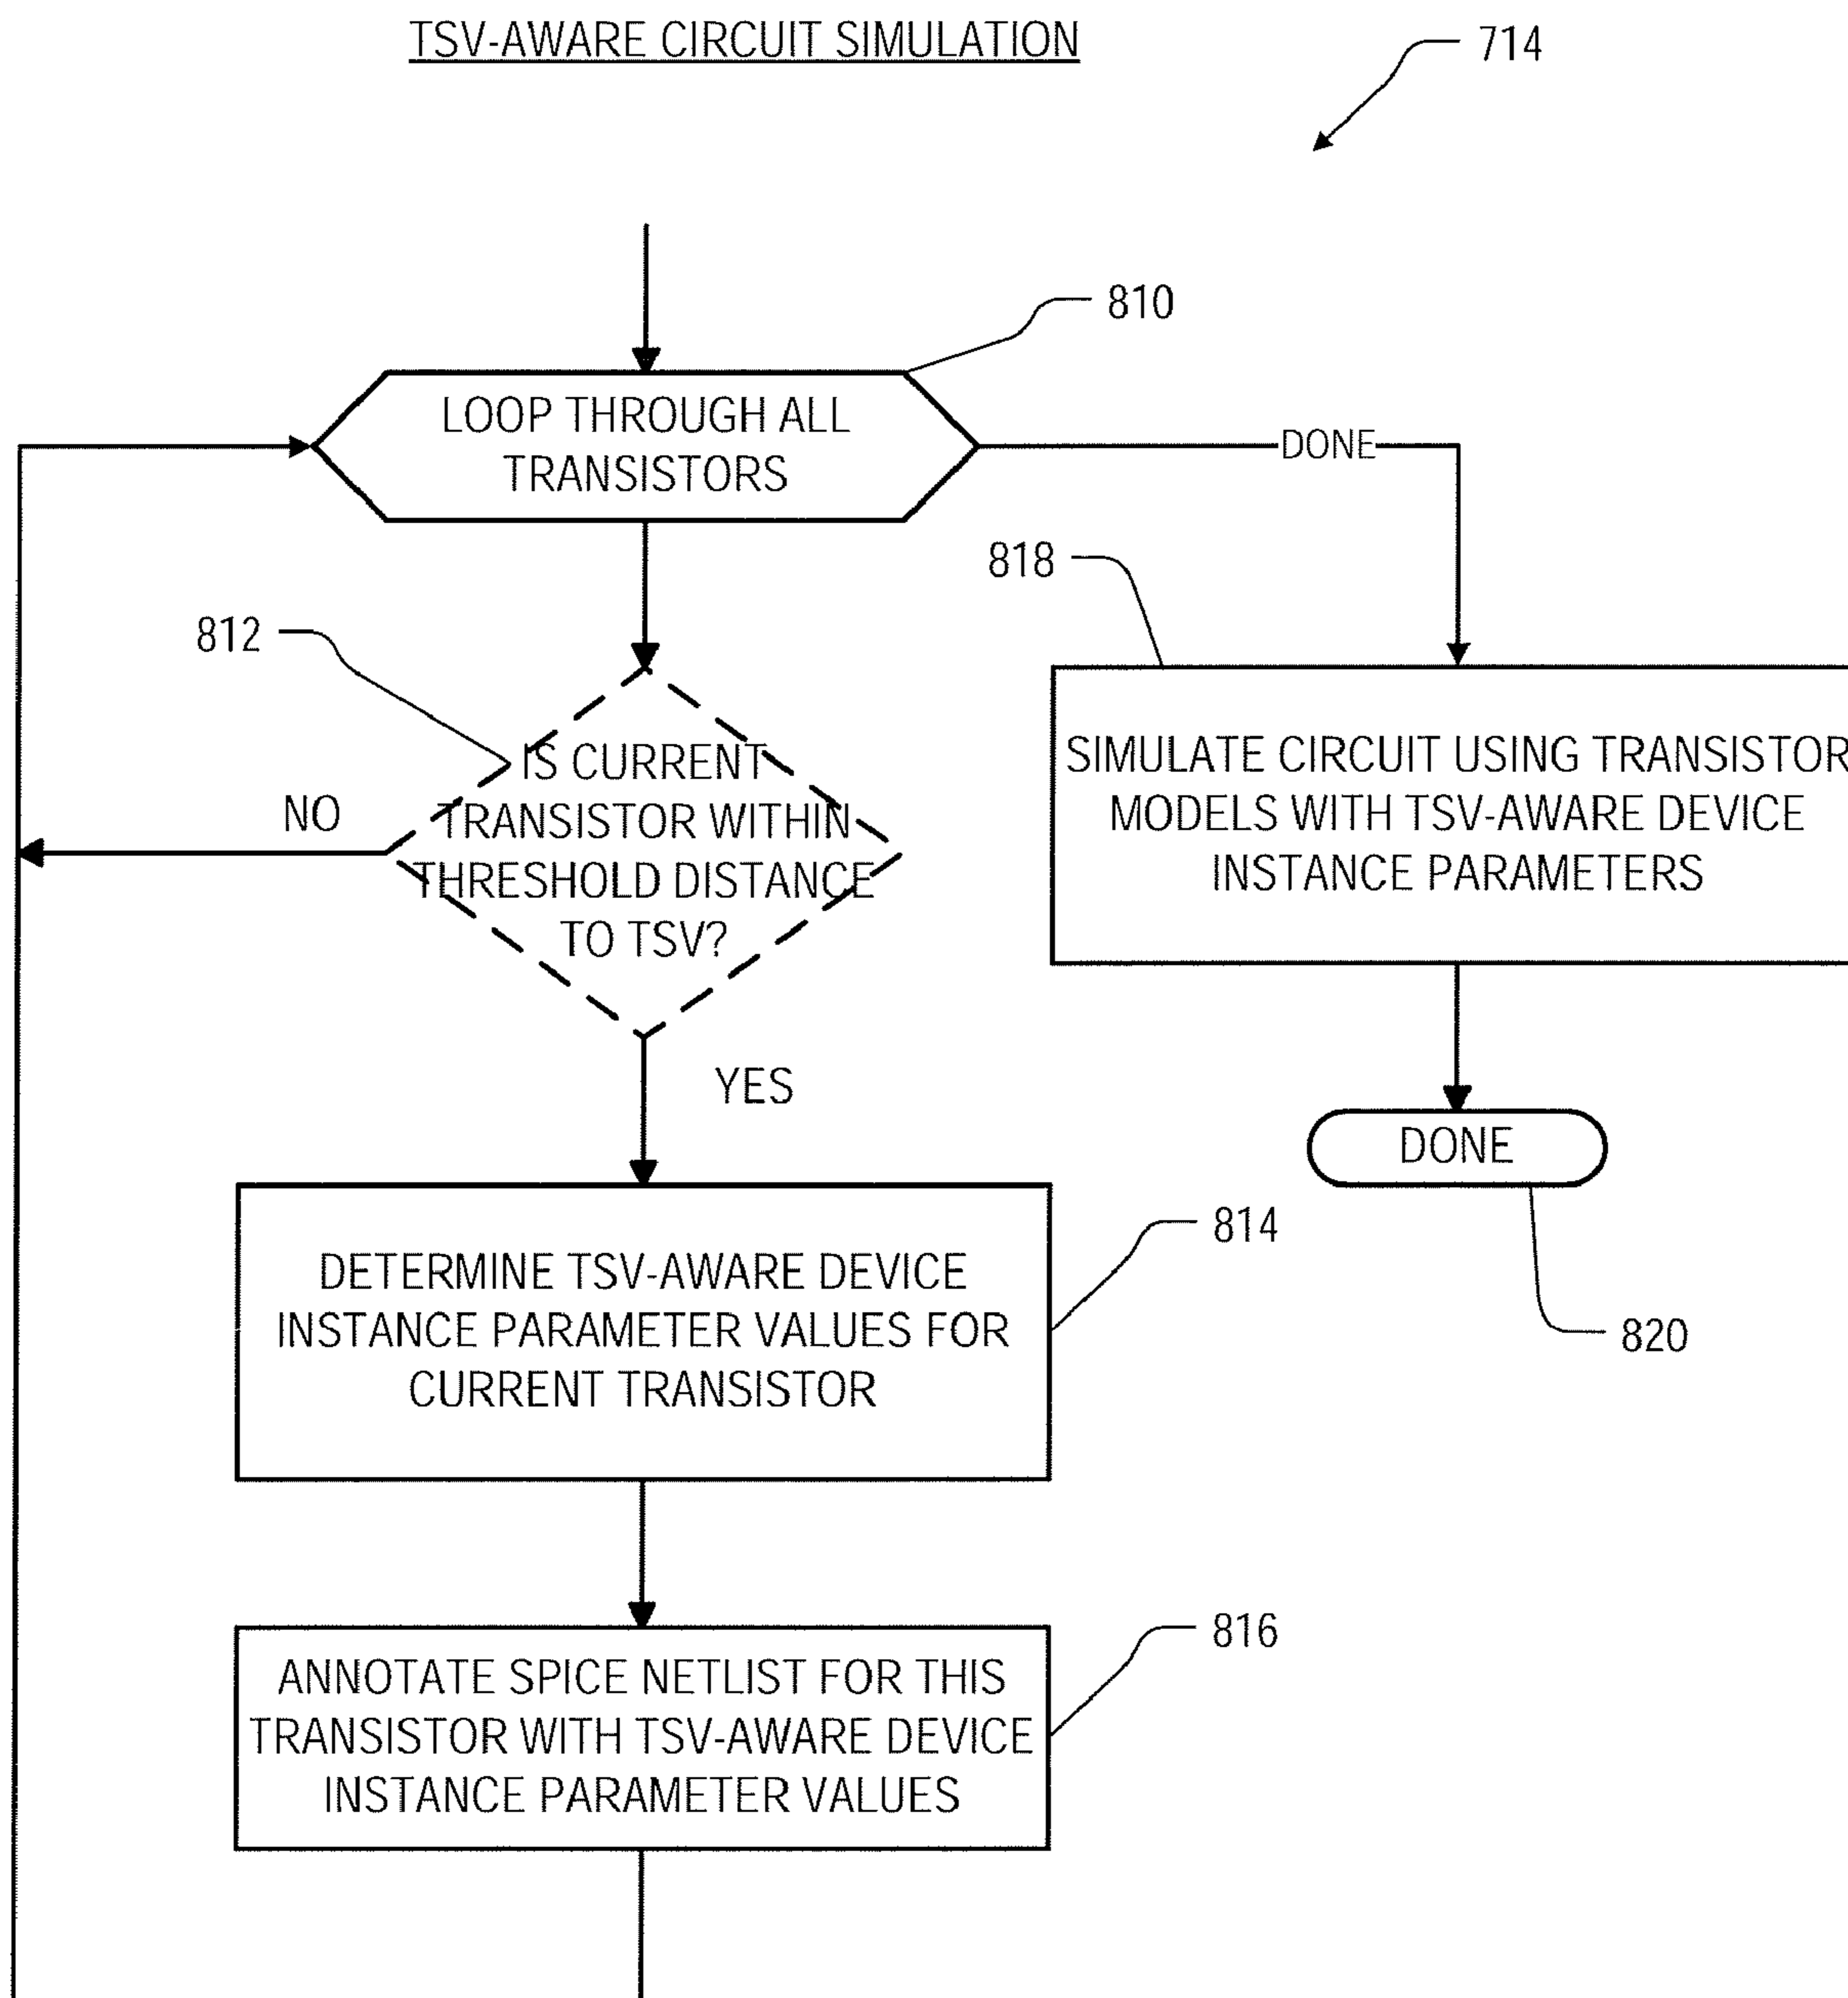 TSV-AWARE CIRCUIT SIMULATION
714
810
LOOP THROUGH ALL
TRANSISTORS
DONE
818
812
IS CURRENT
TRANSISTOR WITHIN
THRESHOLD DISTANCE
TO TSV?
NO
SIMULATE CIRCUIT USING TRANSISTOR
MODELS WITH TSV-AWARE DEVICE
INSTANCE PARAMETERS
YES
DONE
820
814
DETERMINE TSV-AWARE DEVICE
INSTANCE PARAMETER VALUES FOR
CURRENT TRANSISTOR
816
ANNOTATE SPICE NETLIST FOR THIS
TRANSISTOR WITH TSV-AWARE DEVICE
INSTANCE PARAMETER VALUES